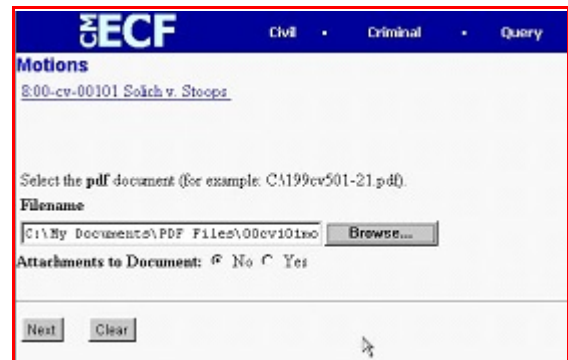 CM ECF Civil • Criminal • Query
Motions
8:00-cv-00101 Solich v. Stoops
Select the pdf document (for example: C:\199cv501-21.pdf).
Filename
C:\My Documents\PDF Files\00cv101mo Browse...
Attachments to Document: No Yes
Next Clear